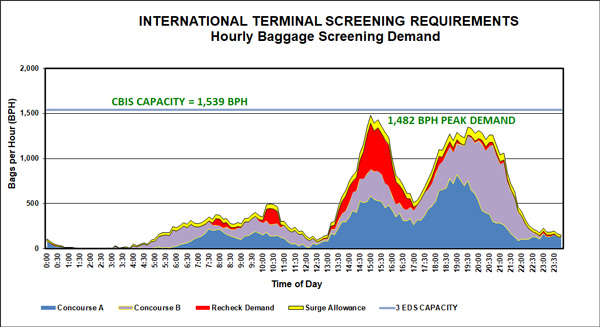 INTERNATIONAL TERMINAL SCREENING REQUIREMENTS
Hourly Baggage Screening Demand
2,000
1,500
1,000
500
0
Bags per Hour (BPH)
CBIS CAPACITY = 1,539 BPH
1,482 BPH PEAK DEMAND
0:00 0:30 1:00 1:30 2:00 2:30 3:00 3:30 4:00 4:30 5:00 5:30 6:00 6:30 7:00 7:30 8:00 8:30 9:00 9:30 10:00 10:30 11:00 11:30 12:00 12:30 13:00 13:30 14:00 14:30 15:00 15:30 16:00 16:30 17:00 17:30 18:00 18:30 19:00 19:30 20:00 20:30 21:00 21:30 22:00 22:30 23:00 23:30
Time of Day
Concourse A Concourse B Recheck Demand Surge Allowance 3 EDS CAPACITY